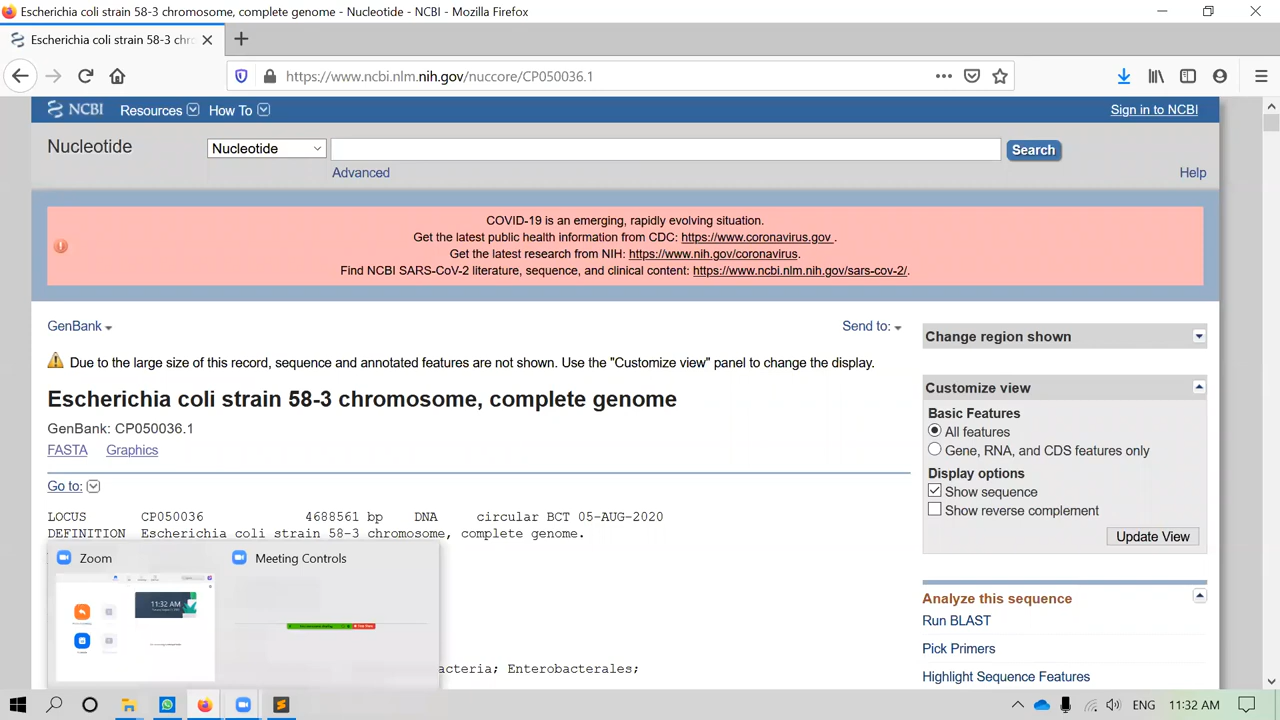 Escherichia coli strain 58-3 chromosome, complete genome - Nucleotide - NCBI - Mozilla Firefox
Escherichia coli strain 58-3 chr
https://www.ncbi.nlm.nih.gov/nuccore/CP050036.1
NCBI Resources How To Sign in to NCBI
Nucleotide Nucleotide Search
Advanced Help
COVID-19 is an emerging, rapidly evolving situation.
Get the latest public health information from CDC: https://www.coronavirus.gov .
Get the latest research from NIH: https://www.nih.gov/coronavirus.
Find NCBI SARS-CoV-2 literature, sequence, and clinical content: https://www.ncbi.nlm.nih.gov/sars-cov-2/.
GenBank Send to:
Change region shown
Due to the large size of this record, sequence and annotated features are not shown. Use the "Customize view" panel to change the display.
Customize view
Escherichia coli strain 58-3 chromosome, complete genome
Basic Features
GenBank: CP050036.1
All features
FASTA Graphics
Gene, RNA, and CDS features only
Display options
Go to:
Show sequence
Show reverse complement
LOCUS CP050036 4688561 bp DNA circular BCT 05-AUG-2020
DEFINITION Escherichia coli strain 58-3 chromosome, complete genome.
Update View
Zoom Meeting Controls
11:32 AM
Analyze this sequence
Run BLAST
Pick Primers
acteria; Enterobacterales;
Highlight Sequence Features
ENG 11:32 AM